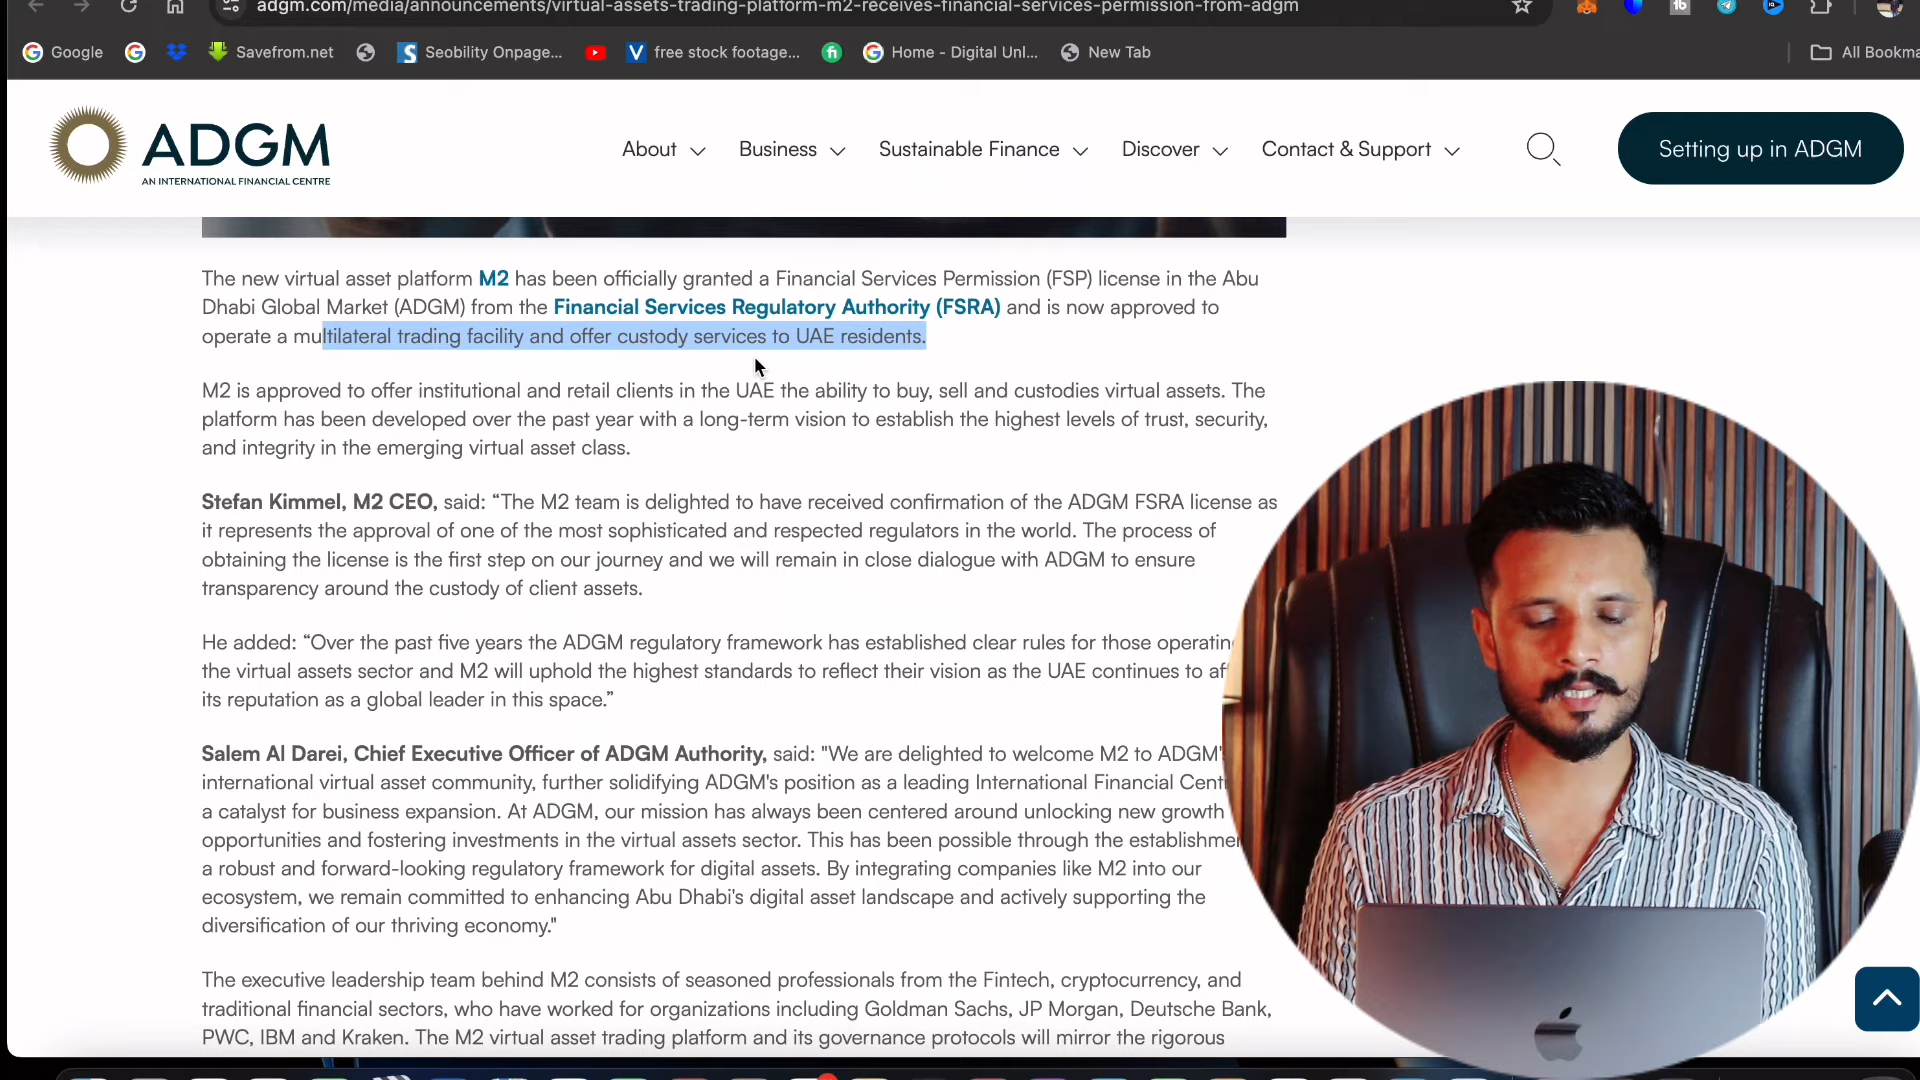 adgm.com/media/announcements/virtual-assets-trading-platform-m2-receives-financial-services-permission-from-adgm
Google
Savefrom.net
Seobility Onpage...
free stock footage...
Home - Digital Unl...
New Tab
All Bookma
ADGM
AN INTERNATIONAL FINANCIAL CENTRE
About
Business
Sustainable Finance
Discover
Contact & Support
Setting up in ADGM
The new virtual asset platform M2 has been officially granted a Financial Services Permission (FSP) license in the Abu
Dhabi Global Market (ADGM) from the Financial Services Regulatory Authority (FSRA) and is now approved to
operate a multilateral trading facility and offer custody services to UAE residents.
M2 is approved to offer institutional and retail clients in the UAE the ability to buy, sell and custodies virtual assets. The
platform has been developed over the past year with a long-term vision to establish the highest levels of trust, security,
and integrity in the emerging virtual asset class.
Stefan Kimmel, M2 CEO, said: “The M2 team is delighted to have received confirmation of the ADGM FSRA license as
it represents the approval of one of the most sophisticated and respected regulators in the world. The process of
obtaining the license is the first step on our journey and we will remain in close dialogue with ADGM to ensure
transparency around the custody of client assets.
He added: “Over the past five years the ADGM regulatory framework has established clear rules for those operatin
the virtual assets sector and M2 will uphold the highest standards to reflect their vision as the UAE continues to af
its reputation as a global leader in this space.”
Salem Al Darei, Chief Executive Officer of ADGM Authority, said: "We are delighted to welcome M2 to ADGM'
international virtual asset community, further solidifying ADGM's position as a leading International Financial Cent
a catalyst for business expansion. At ADGM, our mission has always been centered around unlocking new growth
opportunities and fostering investments in the virtual assets sector. This has been possible through the establishme
a robust and forward-looking regulatory framework for digital assets. By integrating companies like M2 into our
ecosystem, we remain committed to enhancing Abu Dhabi's digital asset landscape and actively supporting the
diversification of our thriving economy."
The executive leadership team behind M2 consists of seasoned professionals from the Fintech, cryptocurrency, and
traditional financial sectors, who have worked for organizations including Goldman Sachs, JP Morgan, Deutsche Bank,
PWC, IBM and Kraken. The M2 virtual asset trading platform and its governance protocols will mirror the rigorous